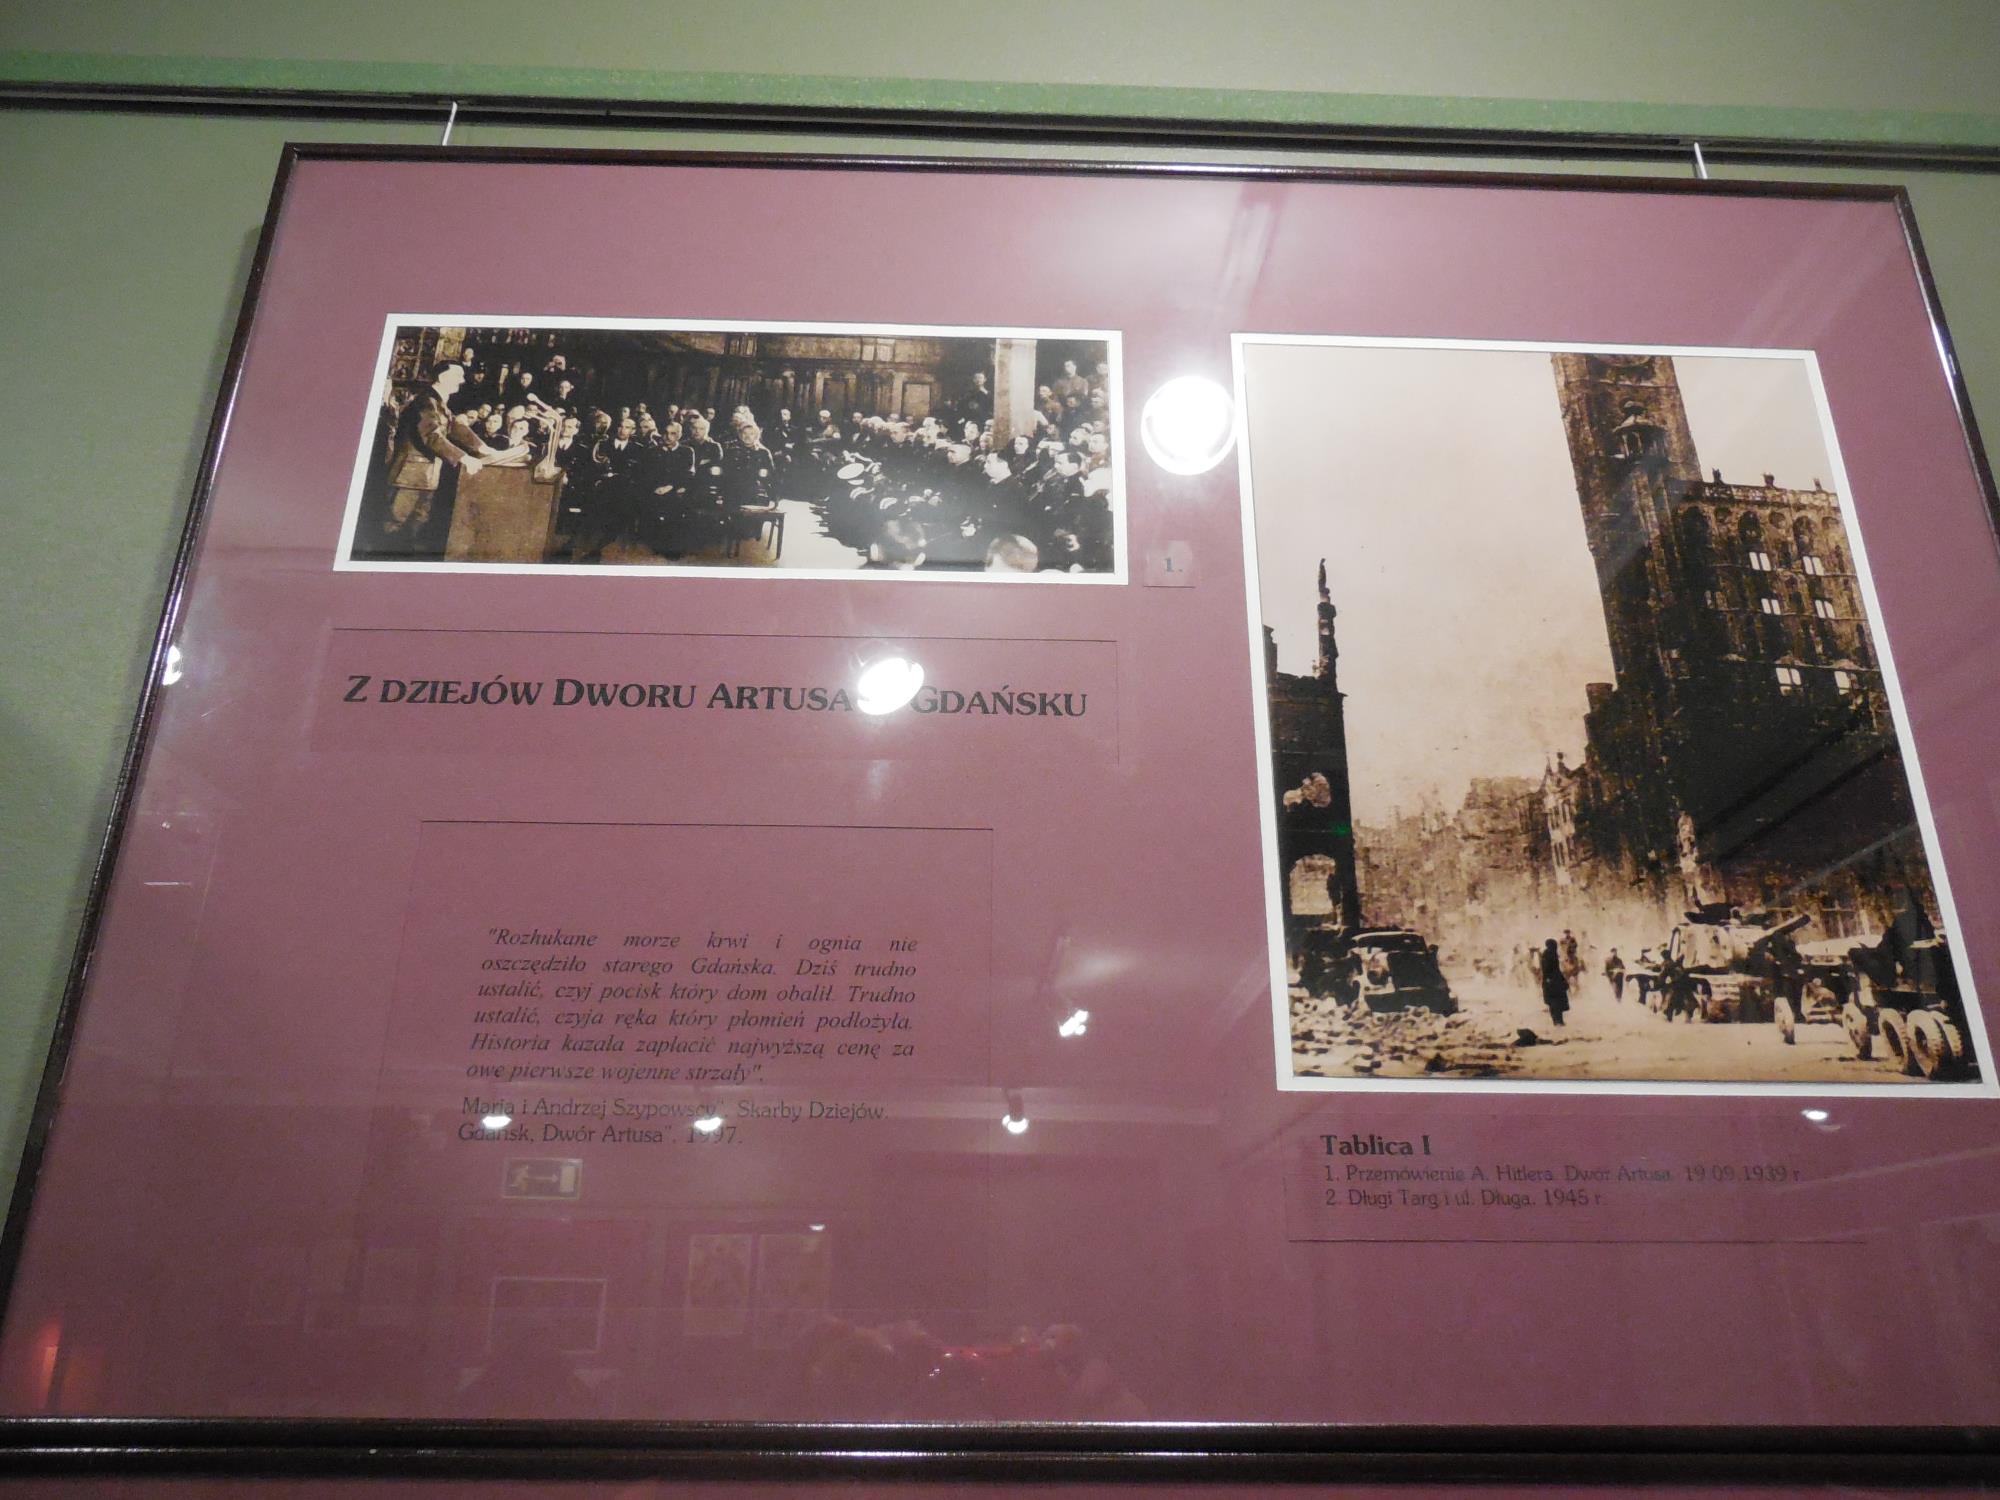 1.
Z DZIEJÓW DWORU ARTUSA GDAŃSKU
"Rozhukane morze krwi i ognia nie
oszczędziło starego Gdańska. Dziś trudno
ustalić, czyj pocisk który dom obalił. Trudno
ustalić, czyja ręka który płomień podłożyła.
Historia kazała zapłacić najwyższą cenę za
owe pierwsze wojenne strzały",
Maria i Andrzej Szypowscy", Skarby Dziejów.
Gdańsk, Dwór Artusa", 1997.
Tablica I
1. Przemówienie A. Hitlera. Dwór Artusa. 19.09.1939 r.
2. Długi Targ i ul. Długa. 1945 r.